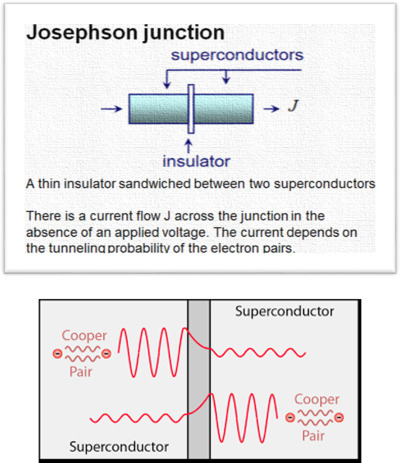 Josephson junction
superconductors
J
insulator
A thin insulator sandwiched between two superconductors
There is a current flow J across the junction in the
absence of an applied voltage. The current depends on
the tunneling probability of the electron pairs.
Superconductor
Cooper
Pair
Cooper
Pair
Superconductor